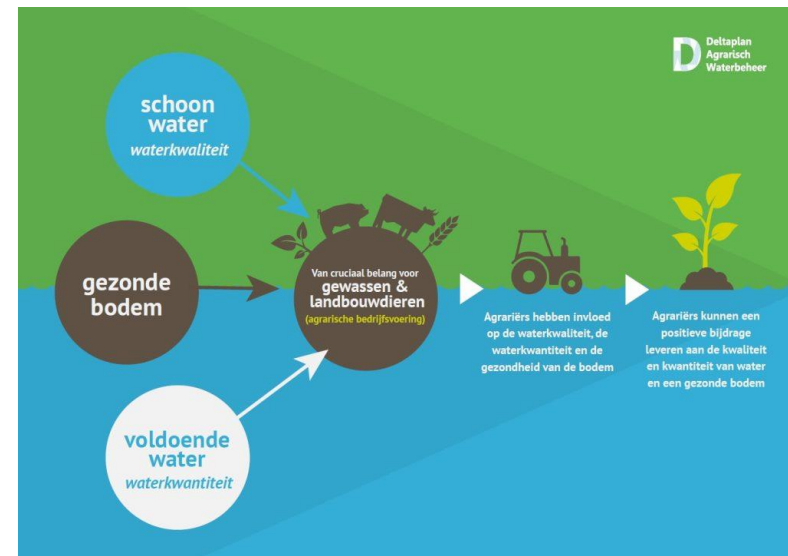 Deltaplan
Agrarisch
Waterbeheer
schoon
water
waterkwaliteit
gezonde
bodem
voldoende
water
waterkwantiteit
Van cruciaal belang voor
gewassen &
landbouwdieren
(agrarische bedrijfsvoering)
Agrariërs hebben invloed
op de waterkwaliteit, de
waterkwantiteit en de
gezondheid van de bodem
Agrariërs kunnen een
positieve bijdrage
leveren aan de kwaliteit
en kwantiteit van water
en een gezonde bodem